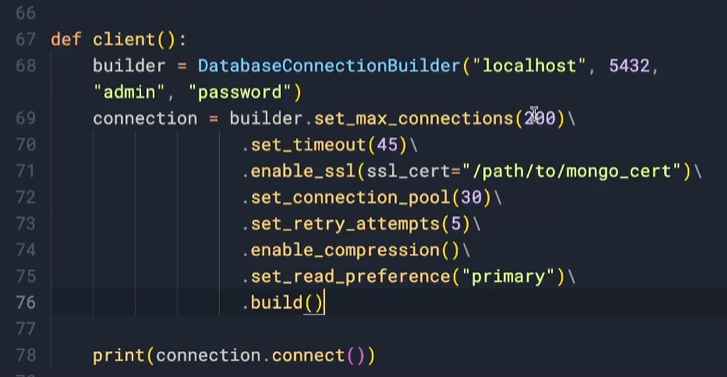 66
67 def client():
68     builder = DatabaseConnectionBuilder("localhost", 5432,
       "admin", "password")
69     connection = builder.set_max_connections(200)\
70                         .set_timeout(45)\
71                         .enable_ssl(ssl_cert="/path/to/mongo_cert")\
72                         .set_connection_pool(30)\
73                         .set_retry_attempts(5)\
74                         .enable_compression()\
75                         .set_read_preference("primary")\
76                         .build()
77
78     print(connection.connect())